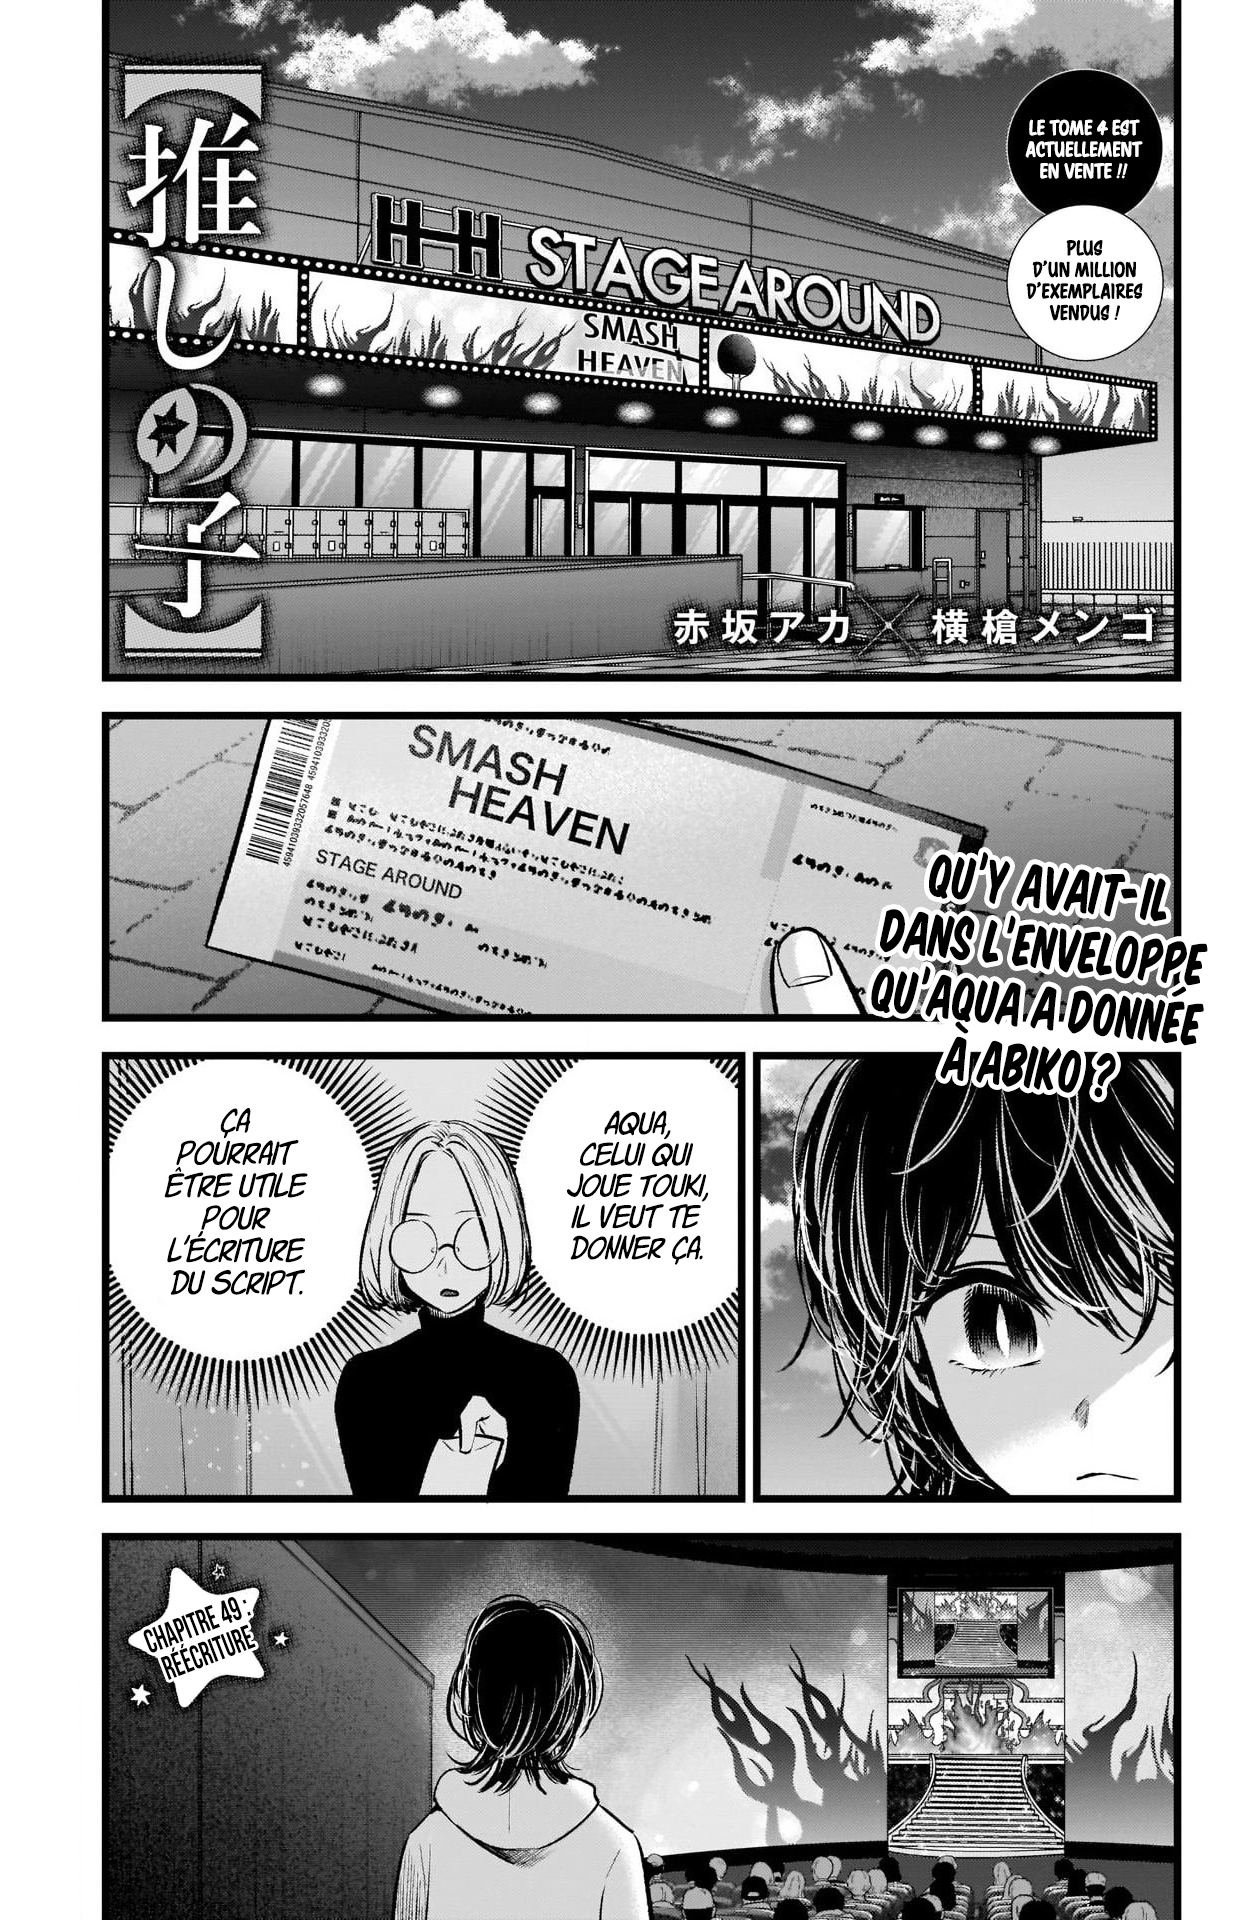 【推しの子】
LE TOME 4 EST
ACTUELLEMENT
EN VENTE !!
PLUS
D'UN MILLION
D'EXEMPLAIRES
VENDUS !
HH STAGE AROUND
SMASH
HEAVEN
赤坂アカ×横槍メンゴ
SMASH
HEAVEN
STAGE AROUND
QU'Y AVAIT-IL
DANS L'ENVELOPPE
QU'AQUA A DONNÉE
À ABIKO ?
AQUA,
CELUI QUI
JOUE TOUKI,
IL VEUT TE
DONNER ÇA.
ÇA
POURRAIT
ÊTRE UTILE
POUR
L'ÉCRITURE
DU SCRIPT.
CHAPITRE 49 :
RÉÉCRITURE